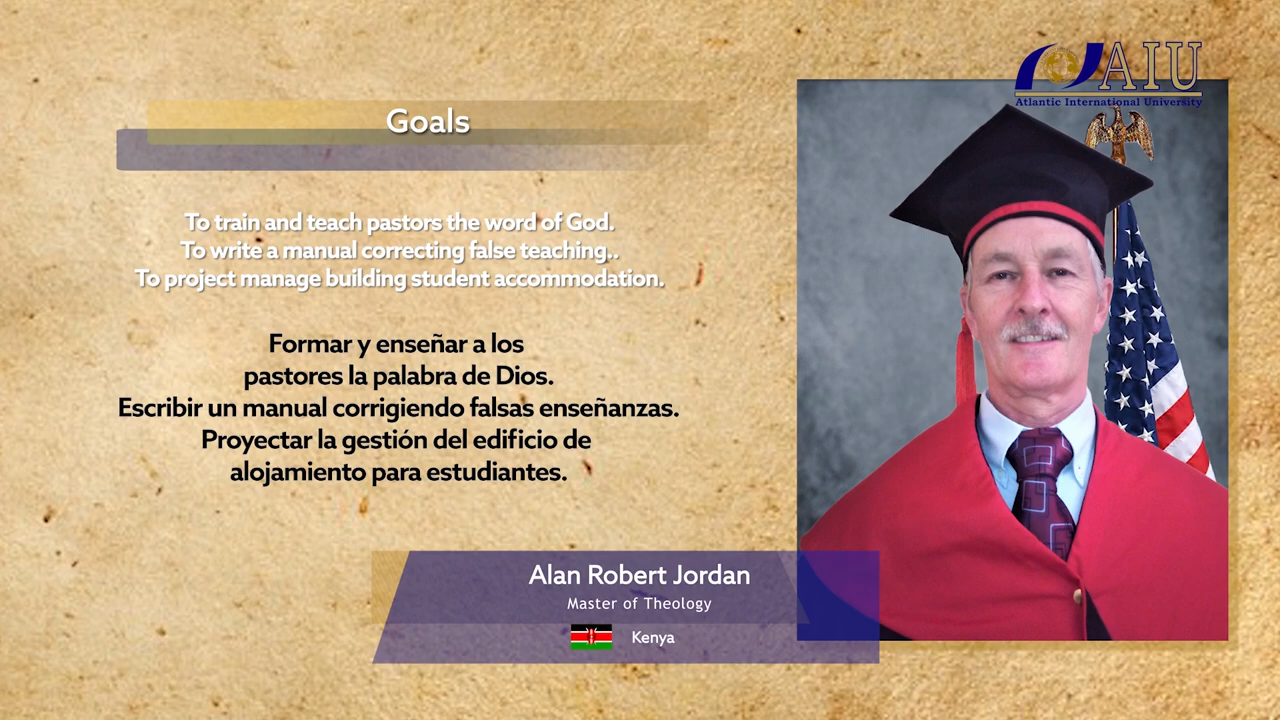 AIU
Atlantic International University
Goals
To train and teach pastors the word of God.
To write a manual correcting false teaching..
To project manage building student accommodation.
Formar y enseñar a los
pastores la palabra de Dios.
Escribir un manual corrigiendo falsas enseñanzas.
Proyectar la gestión del edificio de
alojamiento para estudiantes.
Alan Robert Jordan
Master of Theology
Kenya